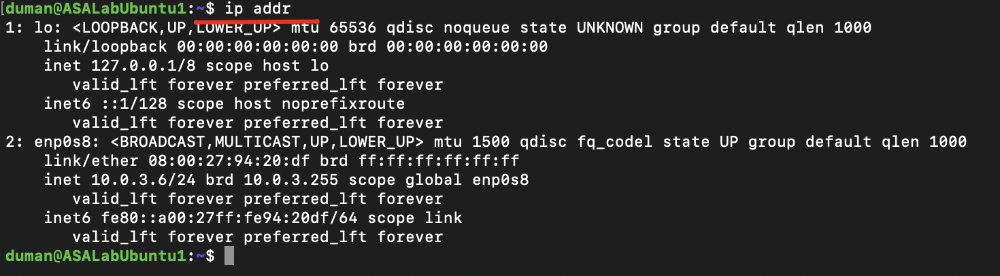 [duman@ASALabUbuntu1:~$ ip addr
1: lo: <LOOPBACK,UP,LOWER_UP> mtu 65536 qdisc noqueue state UNKNOWN group default qlen 1000
    link/loopback 00:00:00:00:00:00 brd 00:00:00:00:00:00
    inet 127.0.0.1/8 scope host lo
       valid_lft forever preferred_lft forever
    inet6 ::1/128 scope host noprefixroute
       valid_lft forever preferred_lft forever
2: enp0s8: <BROADCAST,MULTICAST,UP,LOWER_UP> mtu 1500 qdisc fq_codel state UP group default qlen 1000
    link/ether 08:00:27:94:20:df brd ff:ff:ff:ff:ff:ff
    inet 10.0.3.6/24 brd 10.0.3.255 scope global enp0s8
       valid_lft forever preferred_lft forever
    inet6 fe80::a00:27ff:fe94:20df/64 scope link
       valid_lft forever preferred_lft forever
duman@ASALabUbuntu1:~$